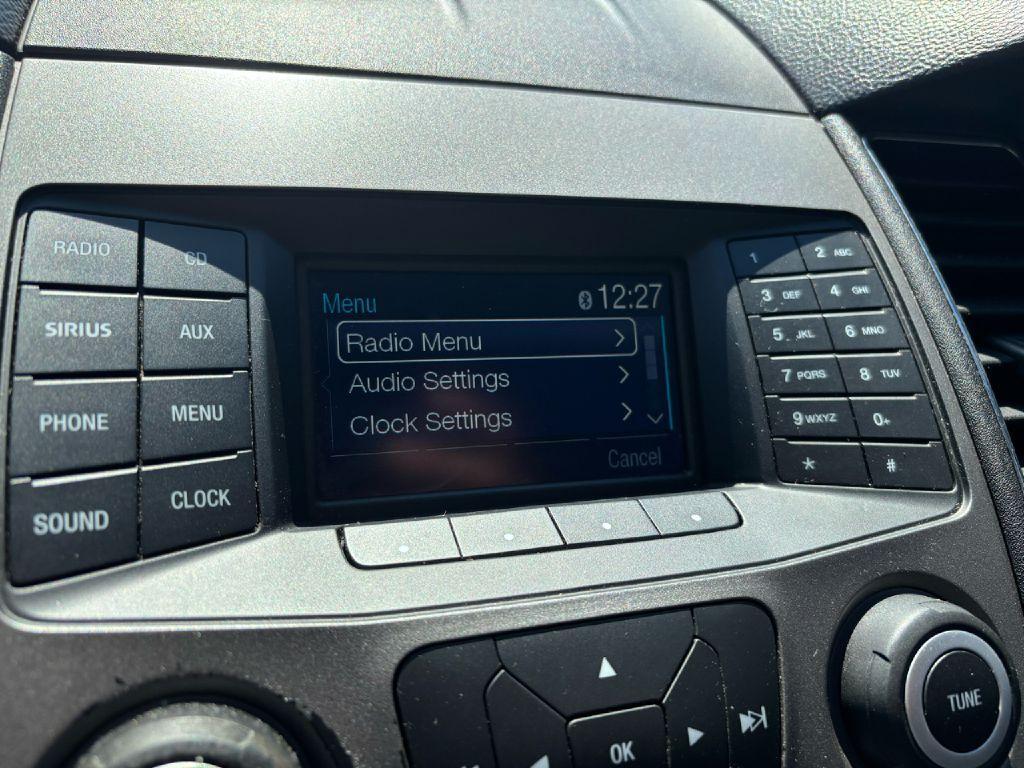 RADIO
CD
SIRIUS
AUX
PHONE
MENU
SOUND
CLOCK
Menu
12:27
Radio Menu >
Audio Settings >
Clock Settings >
Cancel
1
2 ABC
3 DEF
4 GHI
5 JKL
6 MNO
7 PQRS
8 TUV
9 WXYZ
0+
*
#
OK
TUNE